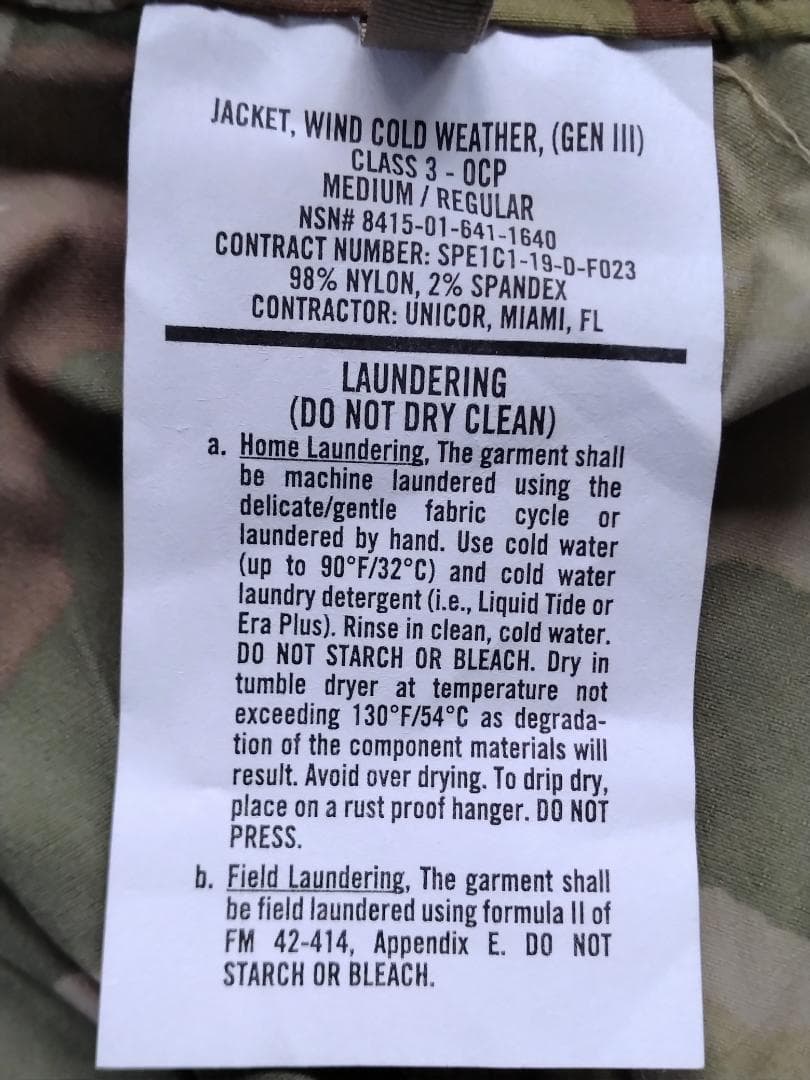 JACKET, WIND COLD WEATHER, (GEN III)
CLASS 3 - OCP
MEDIUM / REGULAR
NSN# 8415-01-641-1640
CONTRACT NUMBER: SPE1C1-19-D-F023
98% NYLON, 2% SPANDEX
CONTRACTOR: UNICOR, MIAMI, FL
LAUNDERING
(DO NOT DRY CLEAN)
a. Home Laundering, The garment shall
be machine laundered using the
delicate/gentle fabric cycle or
laundered by hand. Use cold water
(up to 90°F/32°C) and cold water
laundry detergent (i.e., Liquid Tide or
Era Plus). Rinse in clean, cold water.
DO NOT STARCH OR BLEACH. Dry in
tumble dryer at temperature not
exceeding 130°F/54°C as degrada-
tion of the component materials will
result. Avoid over drying. To drip dry,
place on a rust proof hanger. DO NOT
PRESS.
b. Field Laundering, The garment shall
be field laundered using formula II of
FM 42-414, Appendix E. DO NOT
STARCH OR BLEACH.